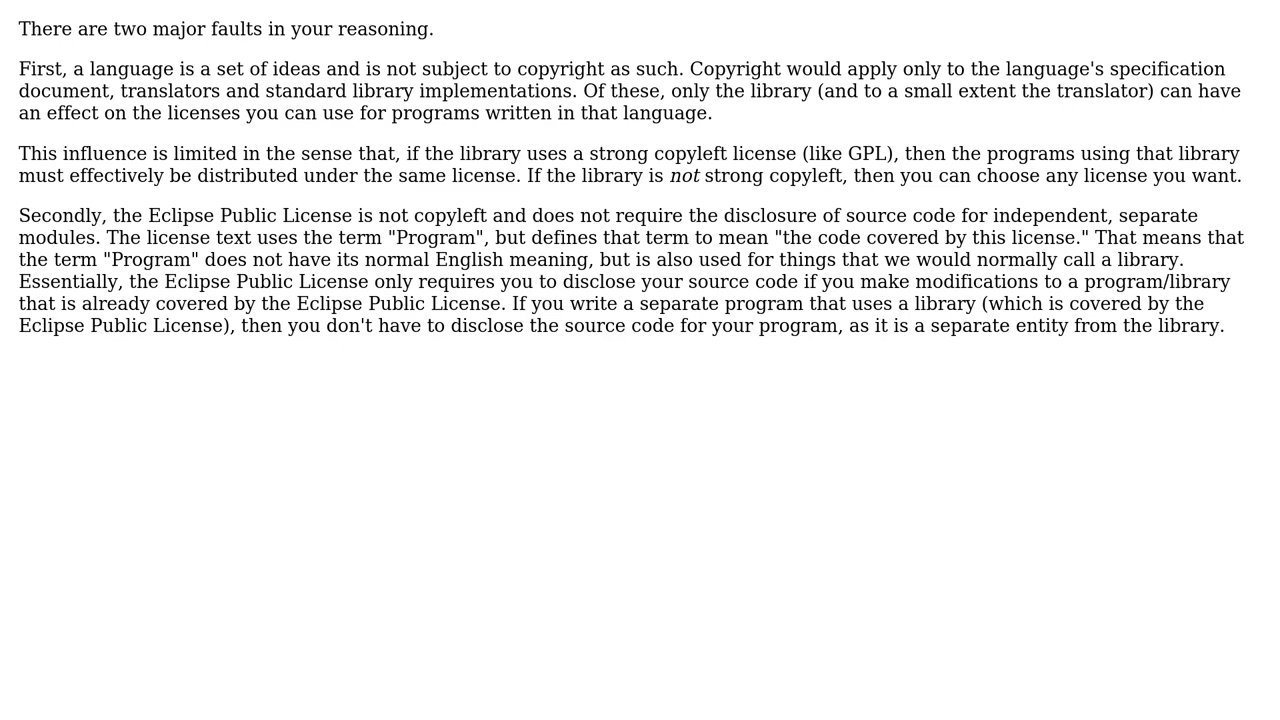 There are two major faults in your reasoning.
First, a language is a set of ideas and is not subject to copyright as such. Copyright would apply only to the language's specification
document, translators and standard library implementations. Of these, only the library (and to a small extent the translator) can have
an effect on the licenses you can use for programs written in that language.
This influence is limited in the sense that, if the library uses a strong copyleft license (like GPL), then the programs using that library
must effectively be distributed under the same license. If the library is not strong copyleft, then you can choose any license you want.
Secondly, the Eclipse Public License is not copyleft and does not require the disclosure of source code for independent, separate
modules. The license text uses the term "Program", but defines that term to mean "the code covered by this license." That means that
the term "Program" does not have its normal English meaning, but is also used for things that we would normally call a library.
Essentially, the Eclipse Public License only requires you to disclose your source code if you make modifications to a program/library
that is already covered by the Eclipse Public License. If you write a separate program that uses a library (which is covered by the
Eclipse Public License), then you don't have to disclose the source code for your program, as it is a separate entity from the library.